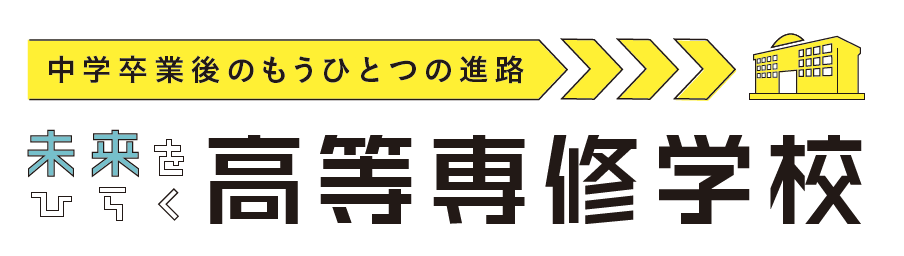 中学卒業後のもうひとつの進路
未来を
ひらく
高等専修学校